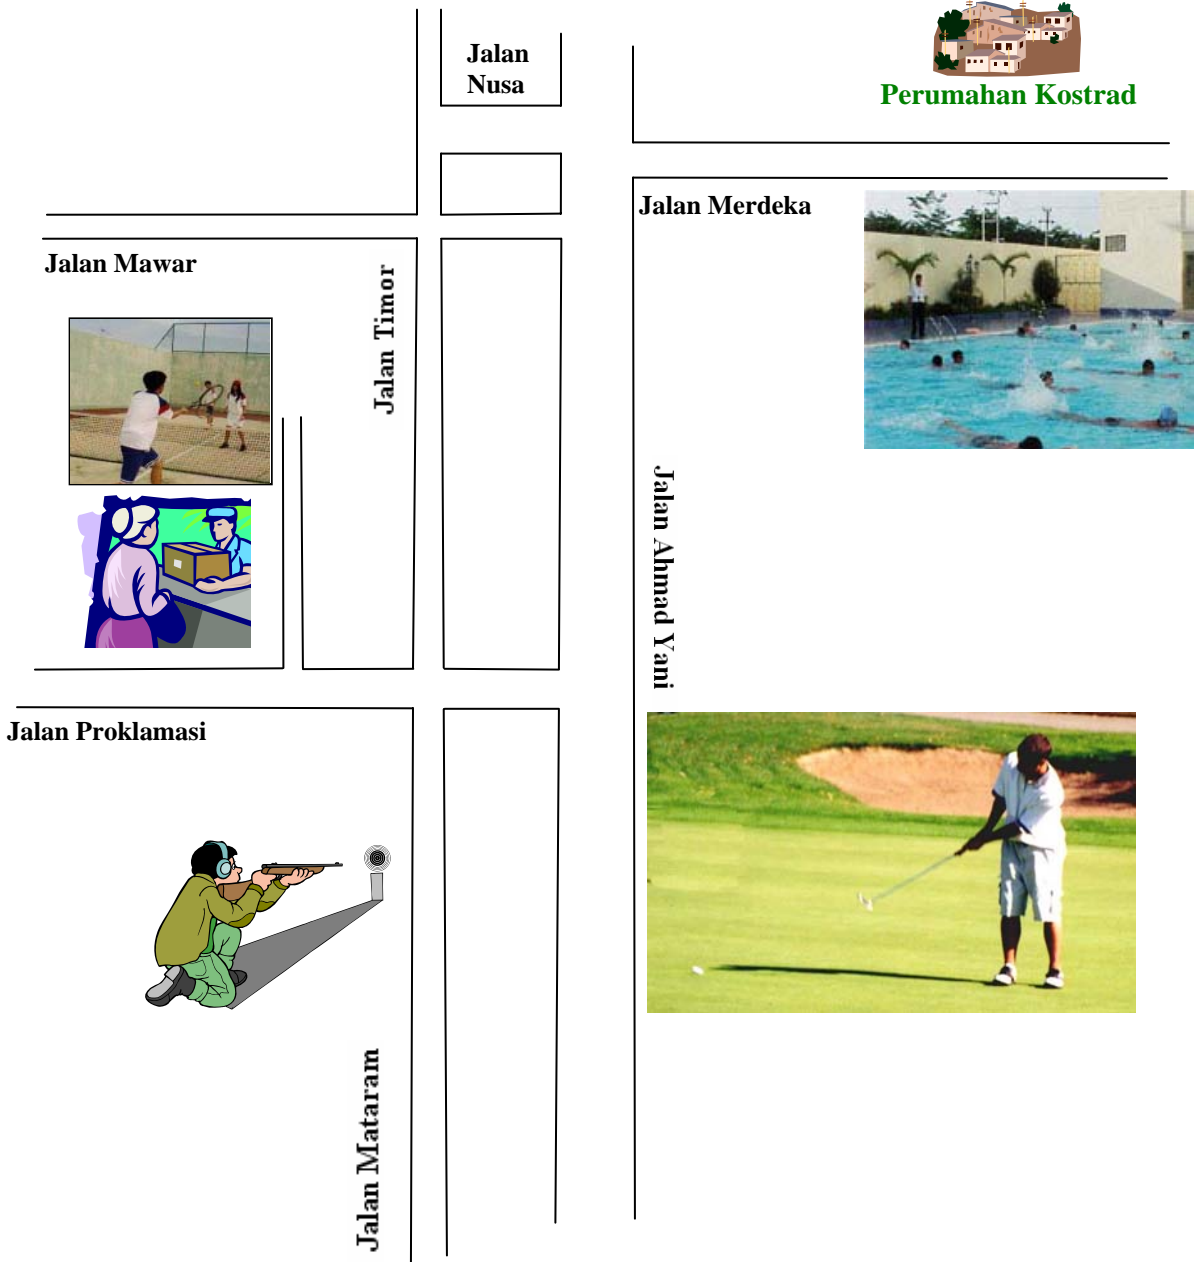 Jalan
Nusa
Perumahan Kostrad
Jalan Merdeka
Jalan Mawar
Jalan Timor
Jalan Ahmad Yani
Jalan Proklamasi
Jalan Mataram